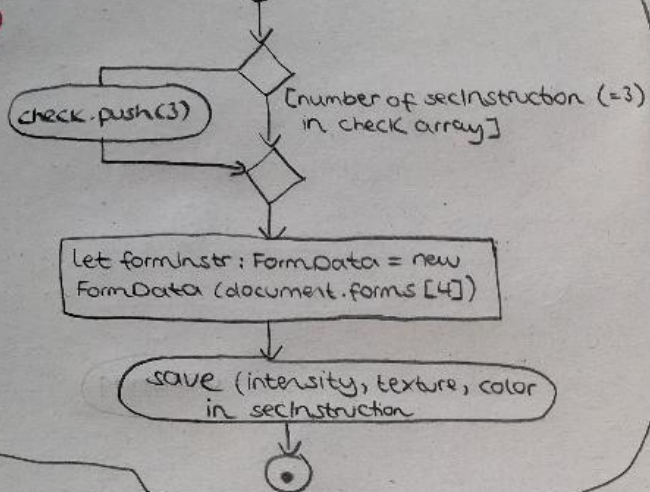 check.push(3)
[number of secInstruction (=3)
in check array]
let formInstr: FormData = new
FormData (document.forms [4])
save (intensity, texture, color
in secInstruction